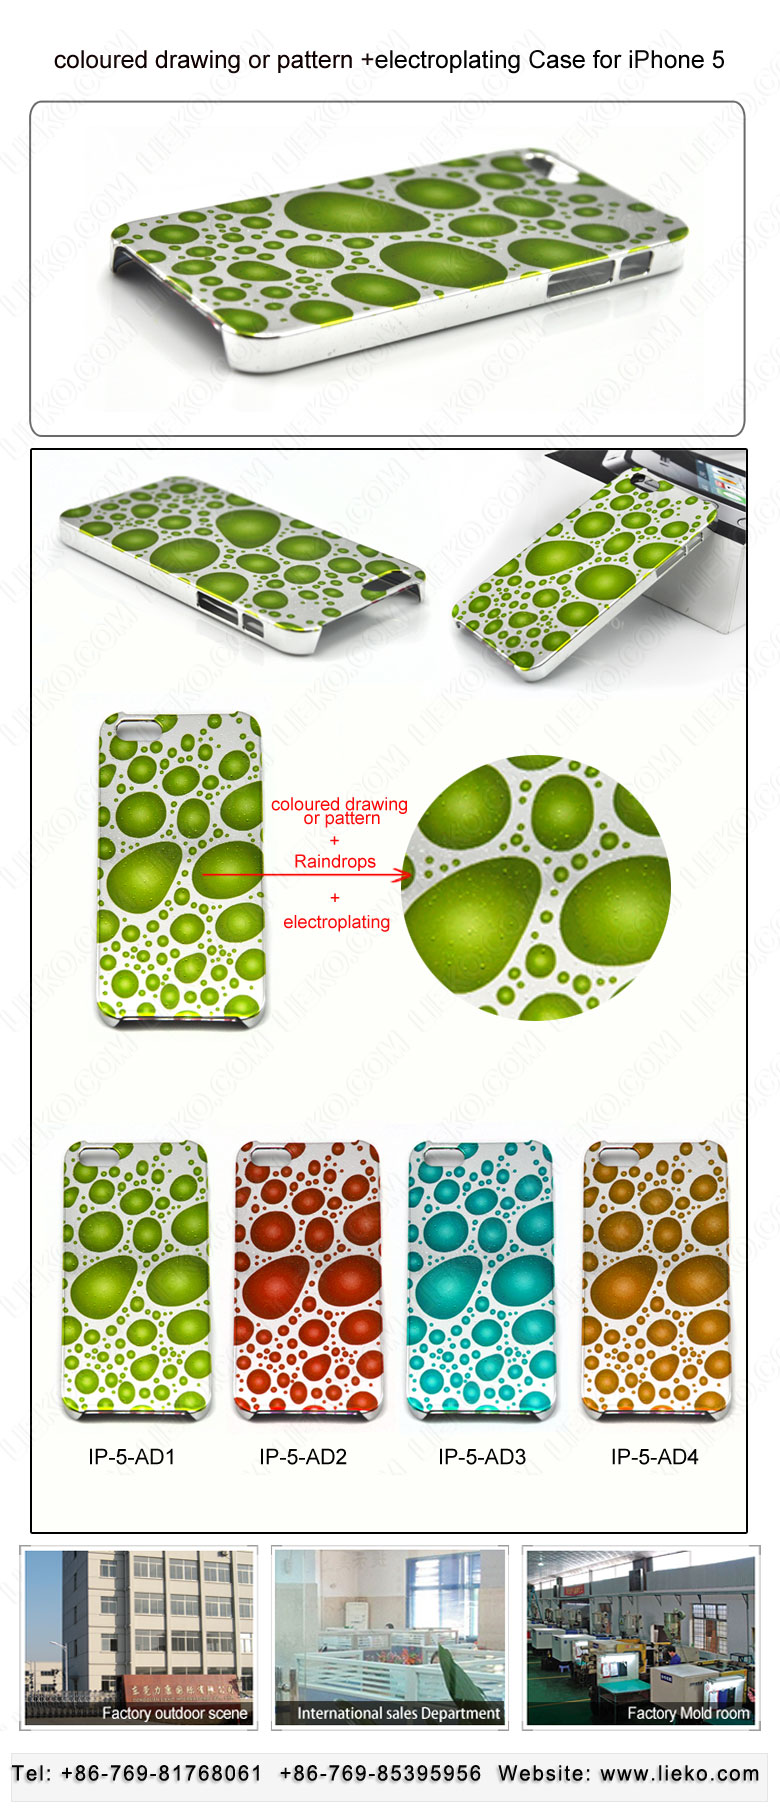 coloured drawing or pattern +electroplating Case for iPhone 5
coloured drawing
or pattern
+
Raindrops
+
electroplating
IP-5-AD1
IP-5-AD2
IP-5-AD3
IP-5-AD4
Factory outdoor scene
International sales Department
Factory Mold room
Tel: +86-769-81768061 +86-769-85395956 Website: www.lieko.com
LIEKO.COM